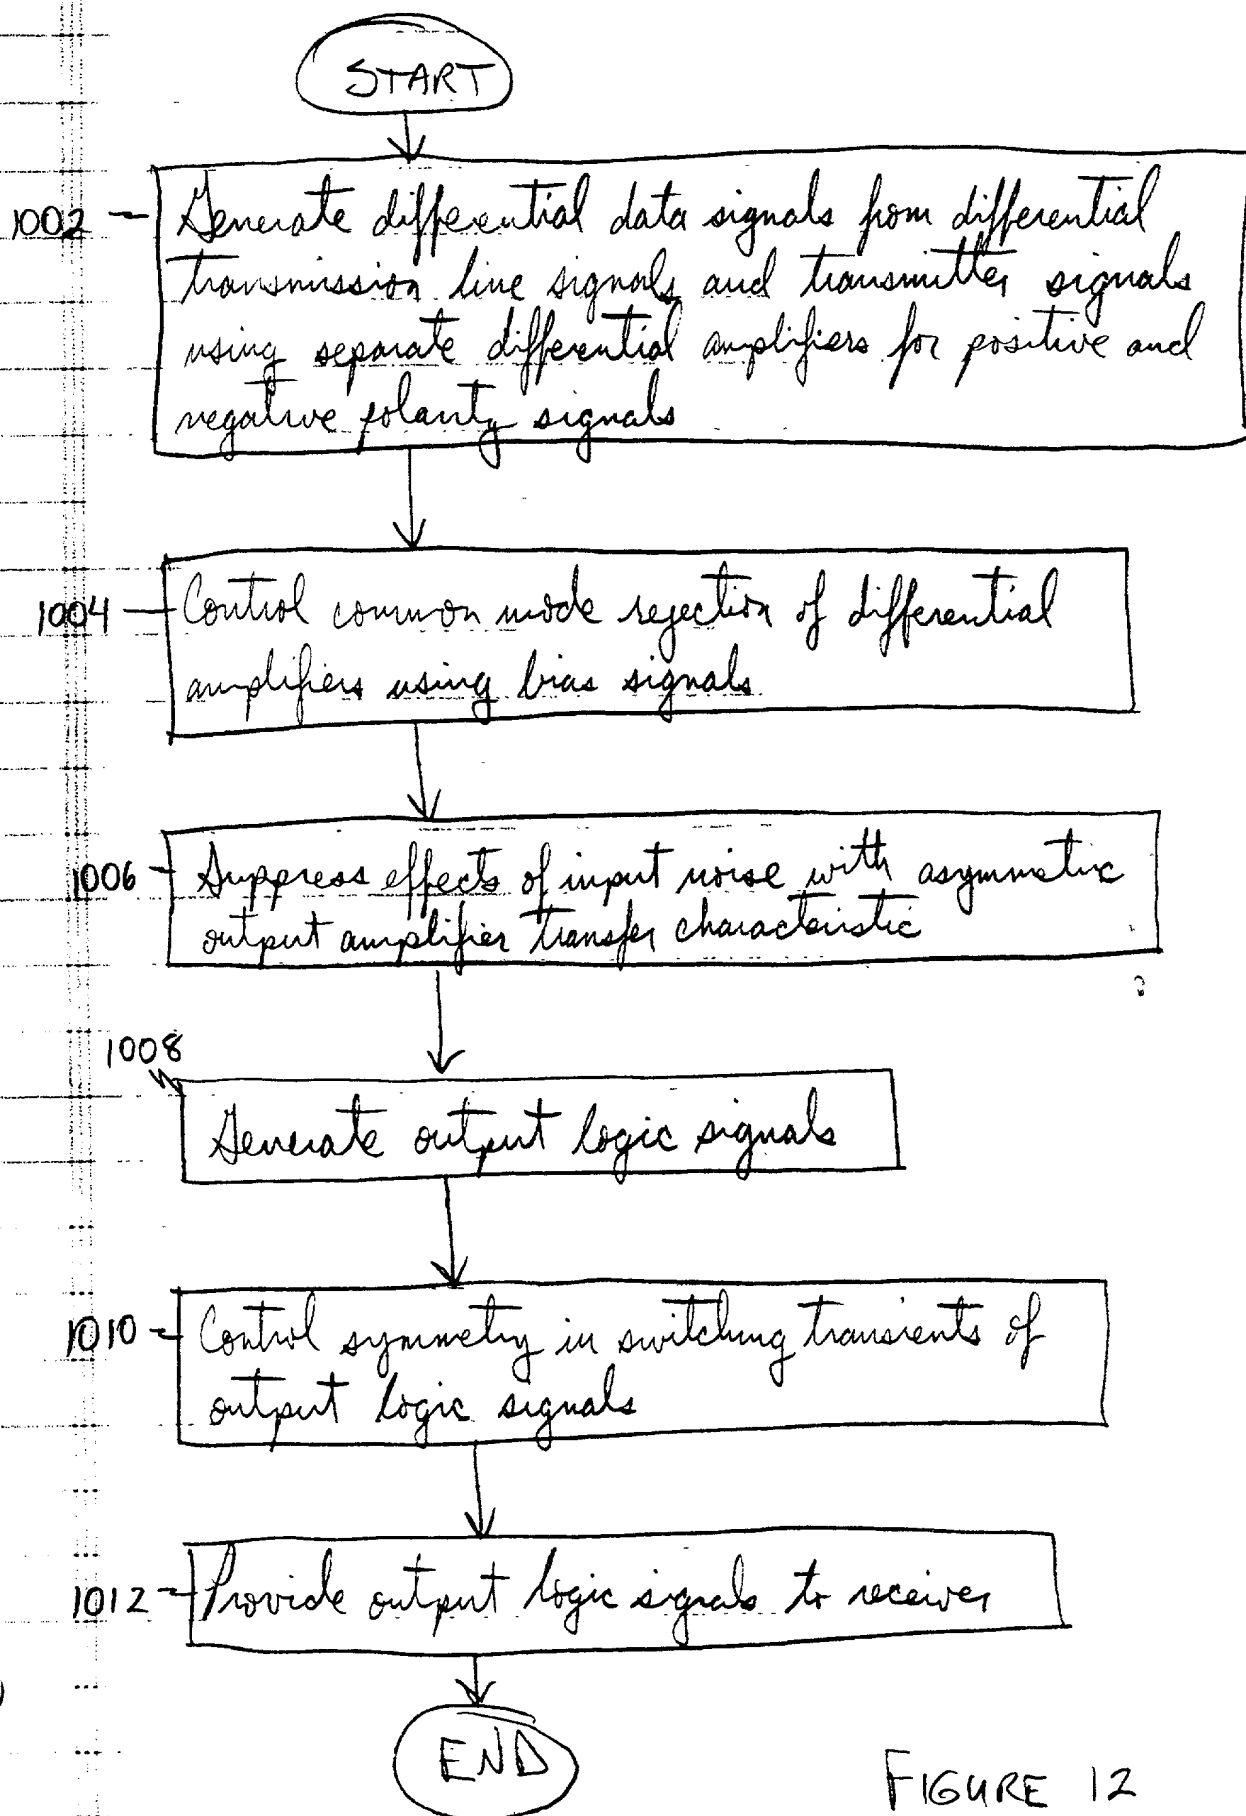 START
1002
Generate differential data signals from differential
transmission line signals and transmitter signals
using separate differential amplifiers for positive and
negative polarity signals
1004
Control common mode rejection of differential
amplifiers using bias signals
1006
Suppress effects of input noise with asymmetric
output amplifier transfer characteristic
1008
Generate output logic signals
1010
Control symmetry in switching transients of
output logic signals
1012
Provide output logic signals to receiver
END
FIGURE 12